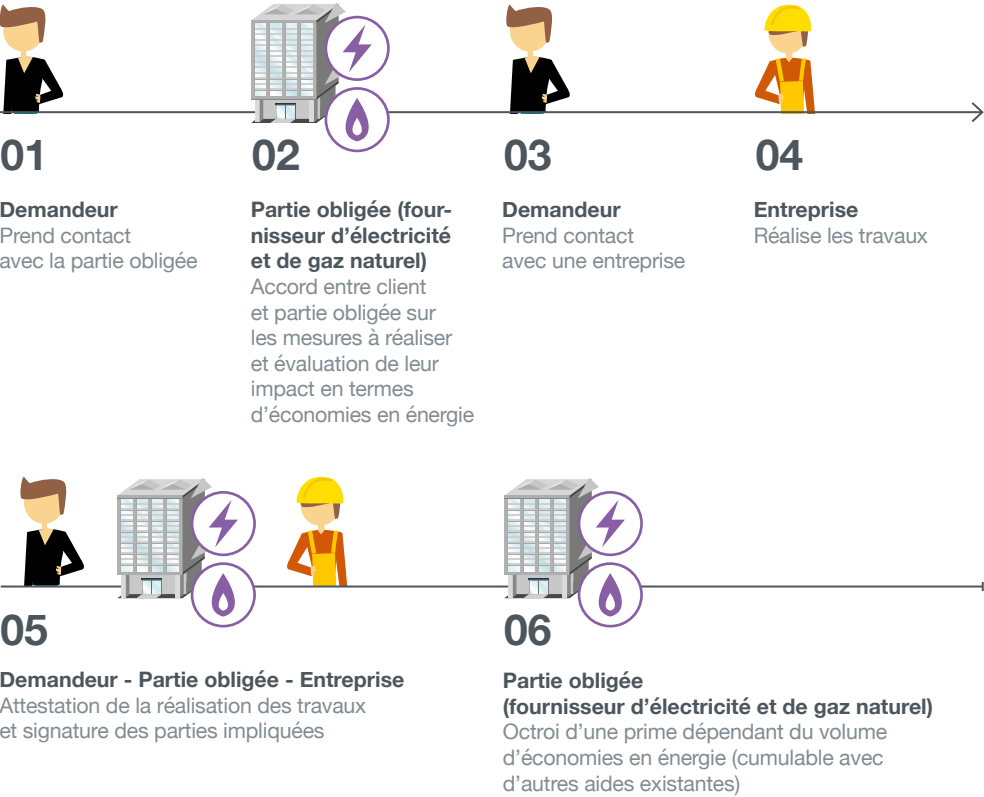 01
Demandeur
Prend contact
avec la partie obligée
02
Partie obligée (four-
nisseur d’électricité
et de gaz naturel)
Accord entre client
et partie obligée sur
les mesures à réaliser
et évaluation de leur
impact en termes
d’économies en énergie
03
Demandeur
Prend contact
avec une entreprise
04
Entreprise
Réalise les travaux
05
Demandeur - Partie obligée - Entreprise
Attestation de la réalisation des travaux
et signature des parties impliquées
06
Partie obligée
(fournisseur d’électricité et de gaz naturel)
Octroi d’une prime dépendant du volume
d’économies en énergie (cumulable avec
d’autres aides existantes)